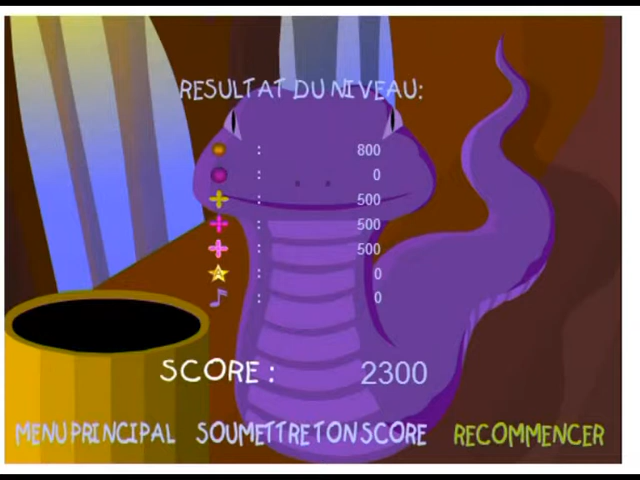 RESULTAT DU NIVEAU:
: 800
: 0
: 500
: 500
: 500
: 0
: 0
SCORE: 2300
MENU PRINCIPAL SOUMETTRE TON SCORE RECOMMENCER